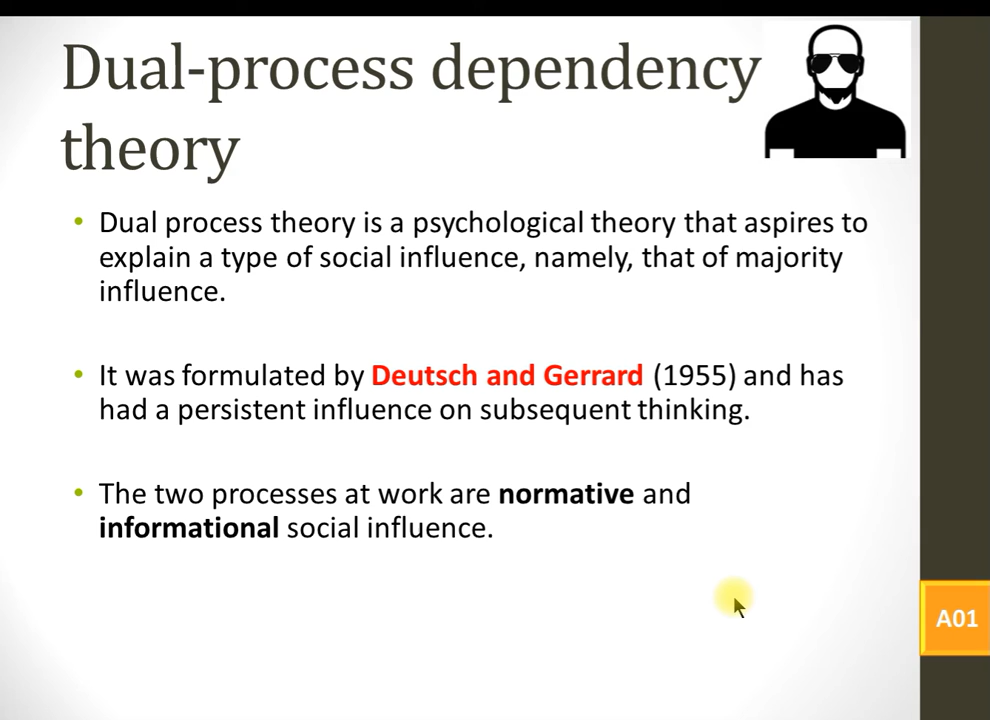 Dual-process dependency
theory
• Dual process theory is a psychological theory that aspires to
explain a type of social influence, namely, that of majority
influence.
• It was formulated by Deutsch and Gerrard (1955) and has
had a persistent influence on subsequent thinking.
• The two processes at work are normative and
informational social influence.
A01